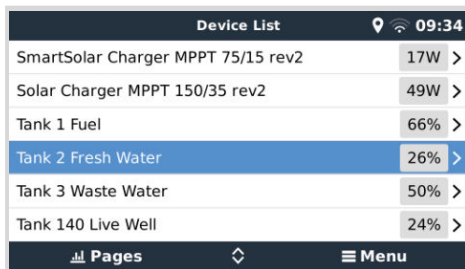 Device List 09:34
SmartSolar Charger MPPT 75/15 rev2 17W
Solar Charger MPPT 150/35 rev2 49W
Tank 1 Fuel 66%
Tank 2 Fresh Water 26%
Tank 3 Waste Water 50%
Tank 140 Live Well 24%
Pages Menu